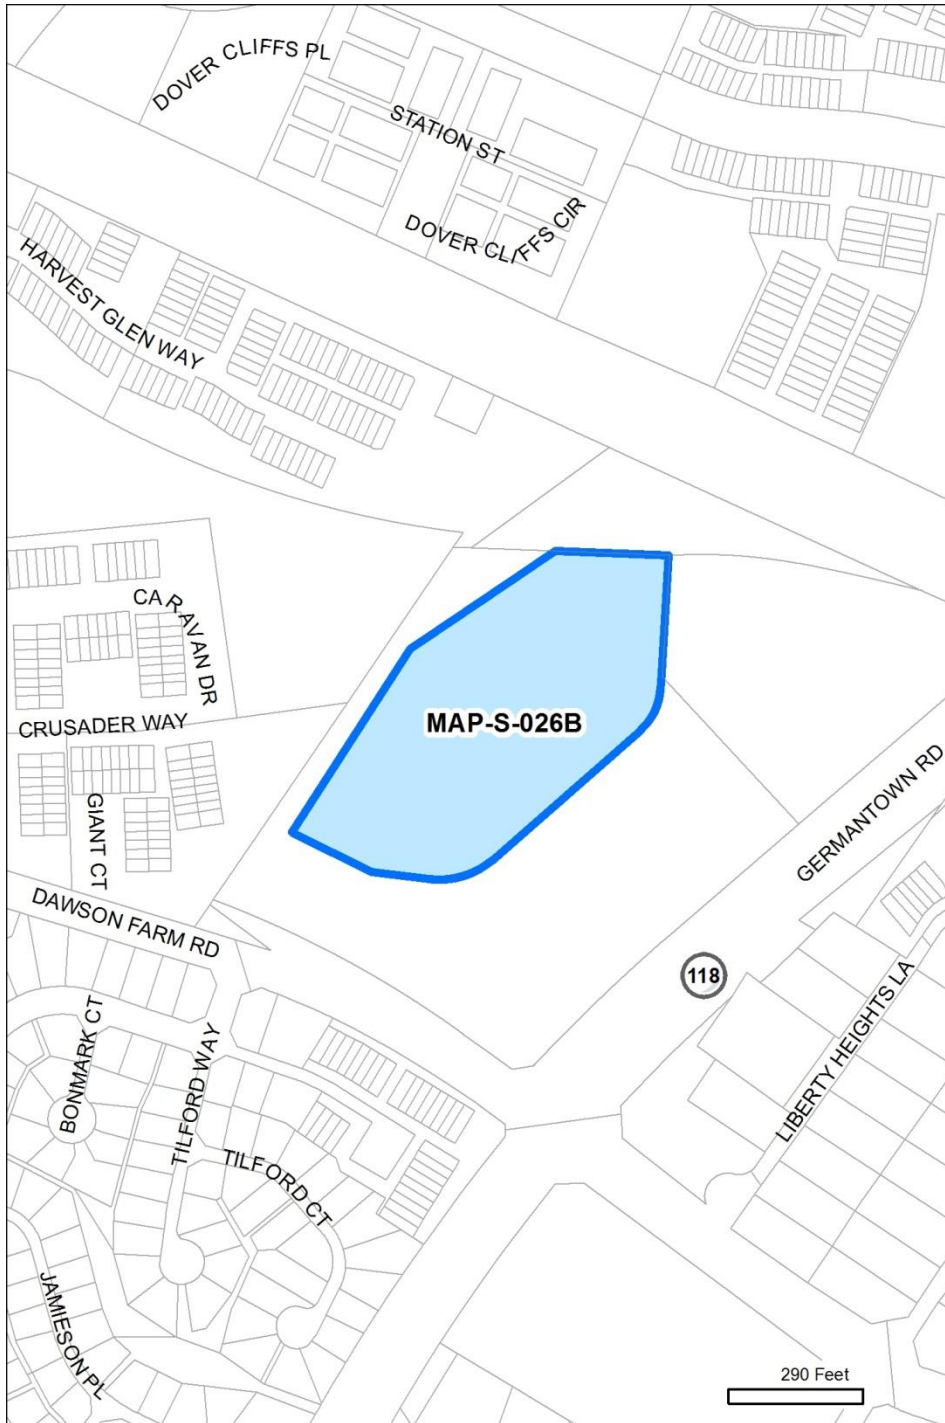 DOVER CLIFFS PL
STATION ST
DOVER CLIFFS CIR
HARVEST GLEN WAY
CARAVAN DR
CRUSADER WAY
MAP-S-026B
GIANT CT
GERMANTOWN RD
DAWSON FARM RD
118
LIBERTY HEIGHTS LA
BONMARK CT
TILFORD WAY
TILFORD CT
JAMIESON PL
290 Feet